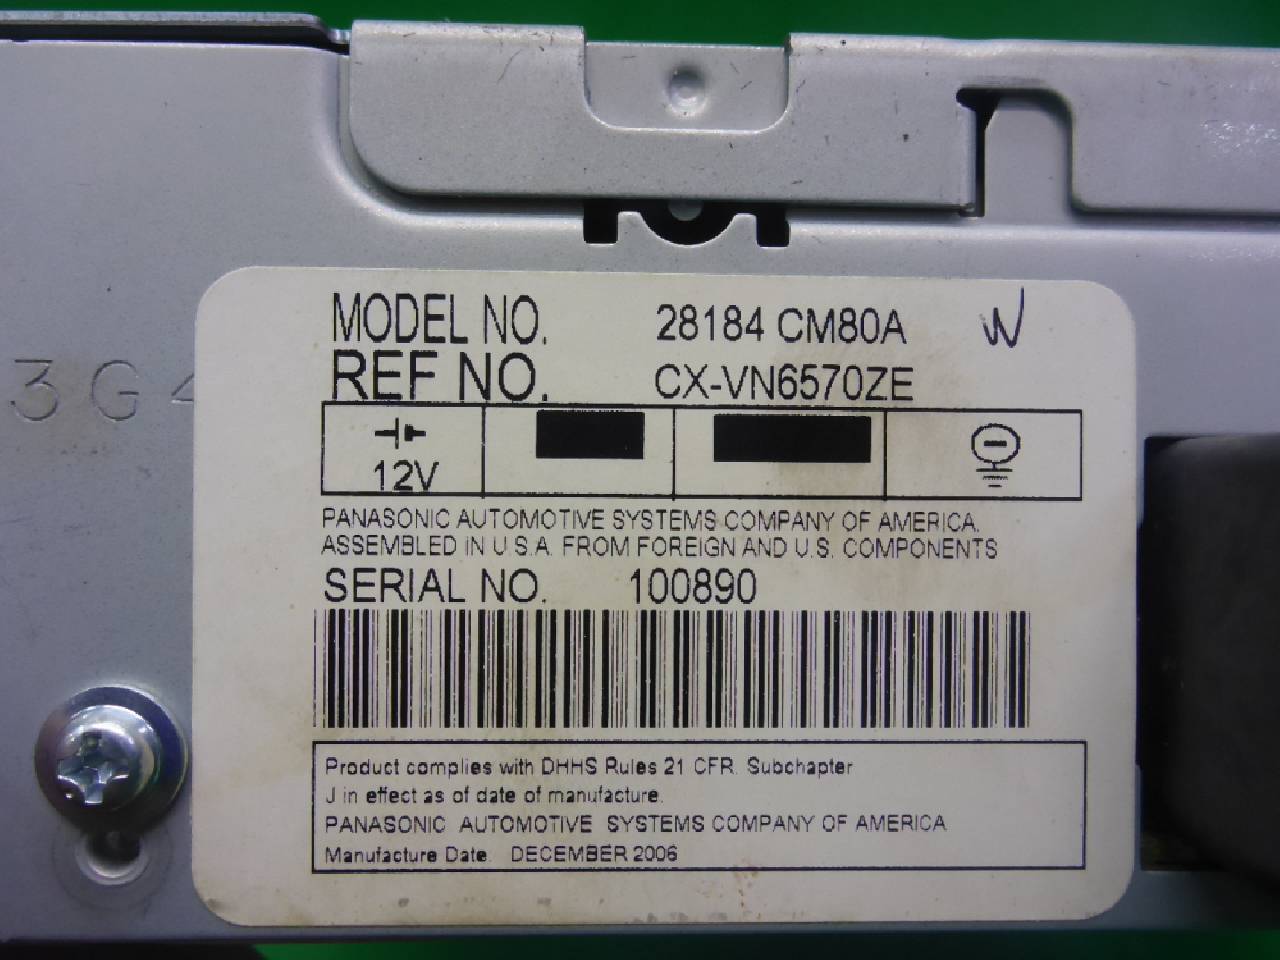 MODEL NO. 28184 CM80A W
REF NO. CX-VN6570ZE
3G4
12V
PANASONIC AUTOMOTIVE SYSTEMS COMPANY OF AMERICA.
ASSEMBLED IN U.S.A. FROM FOREIGN AND U.S. COMPONENTS
SERIAL NO. 100890
Product complies with DHHS Rules 21 CFR. Subchapter
J in effect as of date of manufacture.
PANASONIC AUTOMOTIVE SYSTEMS COMPANY OF AMERICA
Manufacture Date. DECEMBER 2006